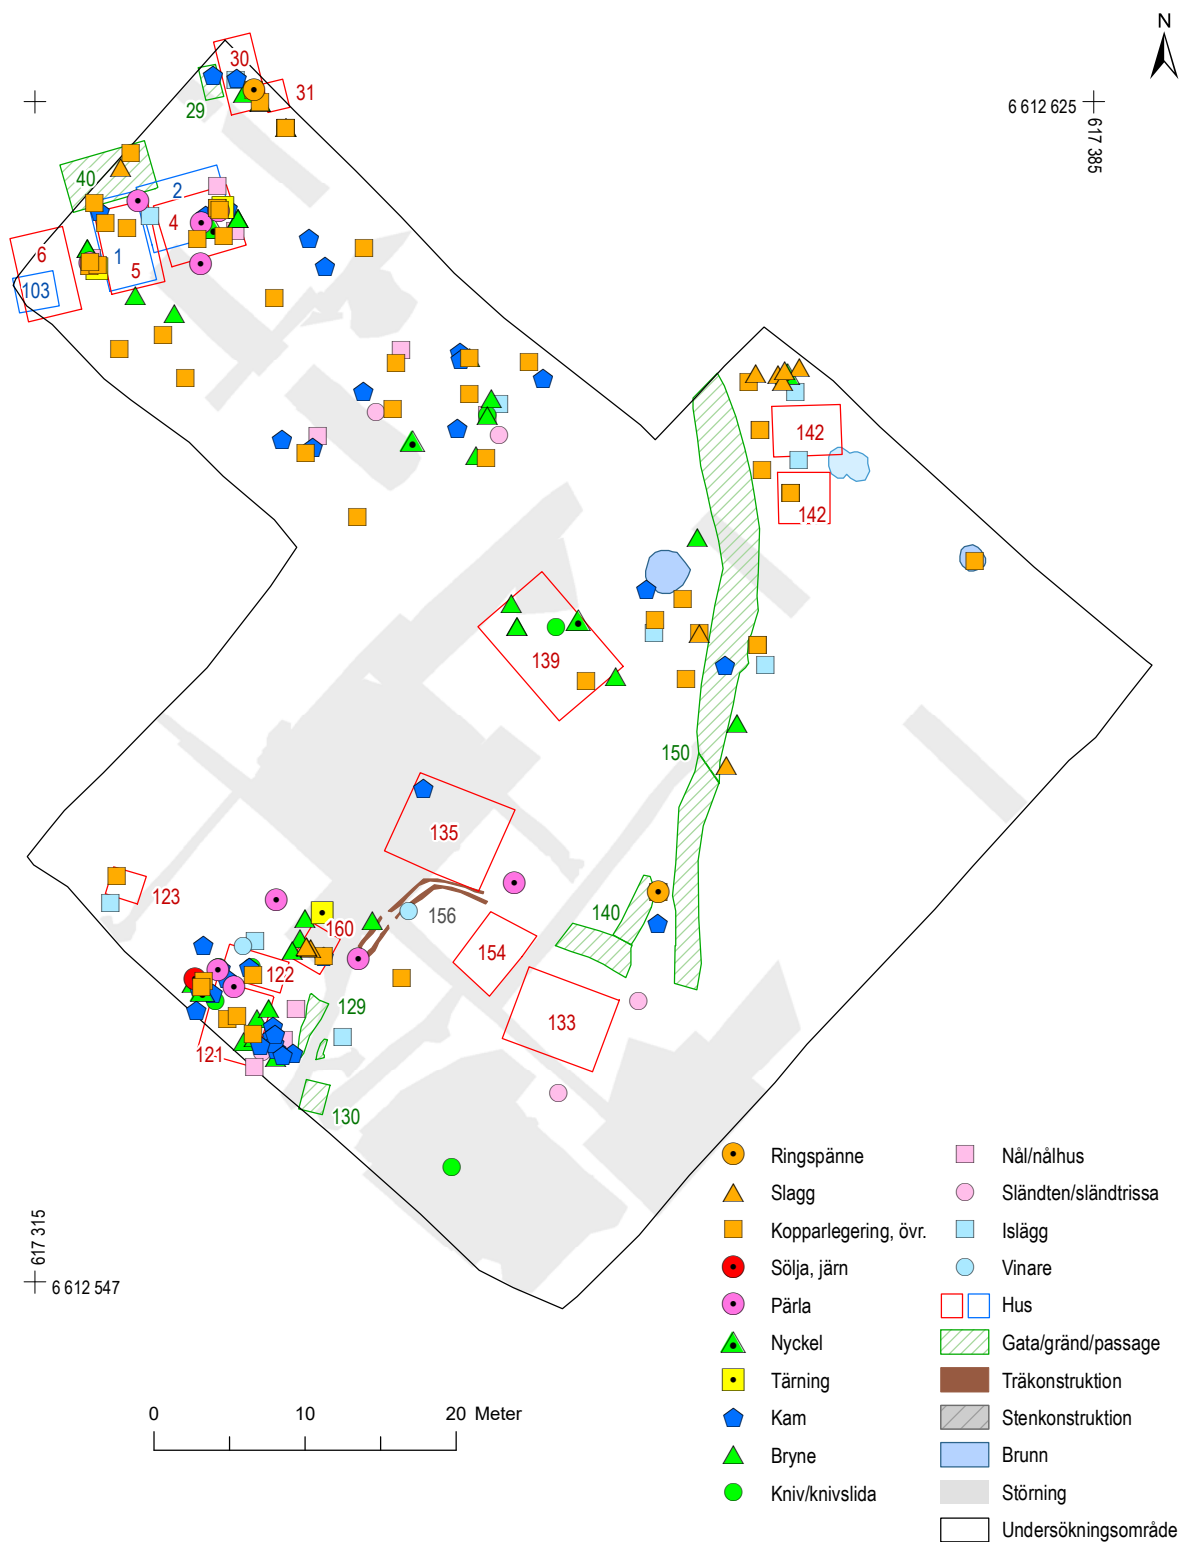 N
30
31
29
6 612 625
617 385
40
2
4
6
1
5
103
142
142
139
150
135
123
156
140
160
154
122
129
133
121
130
617 315
6 612 547
0 10 20 Meter
Ringspänne
Slagg
Kopparlegering, övr.
Sölja, järn
Pärla
Nyckel
Tärning
Kam
Bryne
Kniv/knivslida
Nål/nålhus
Sländten/sländtrissa
Islägg
Vinare
Hus
Gata/gränd/passage
Träkonstruktion
Stenkonstruktion
Brunn
Störning
Undersökningsområde